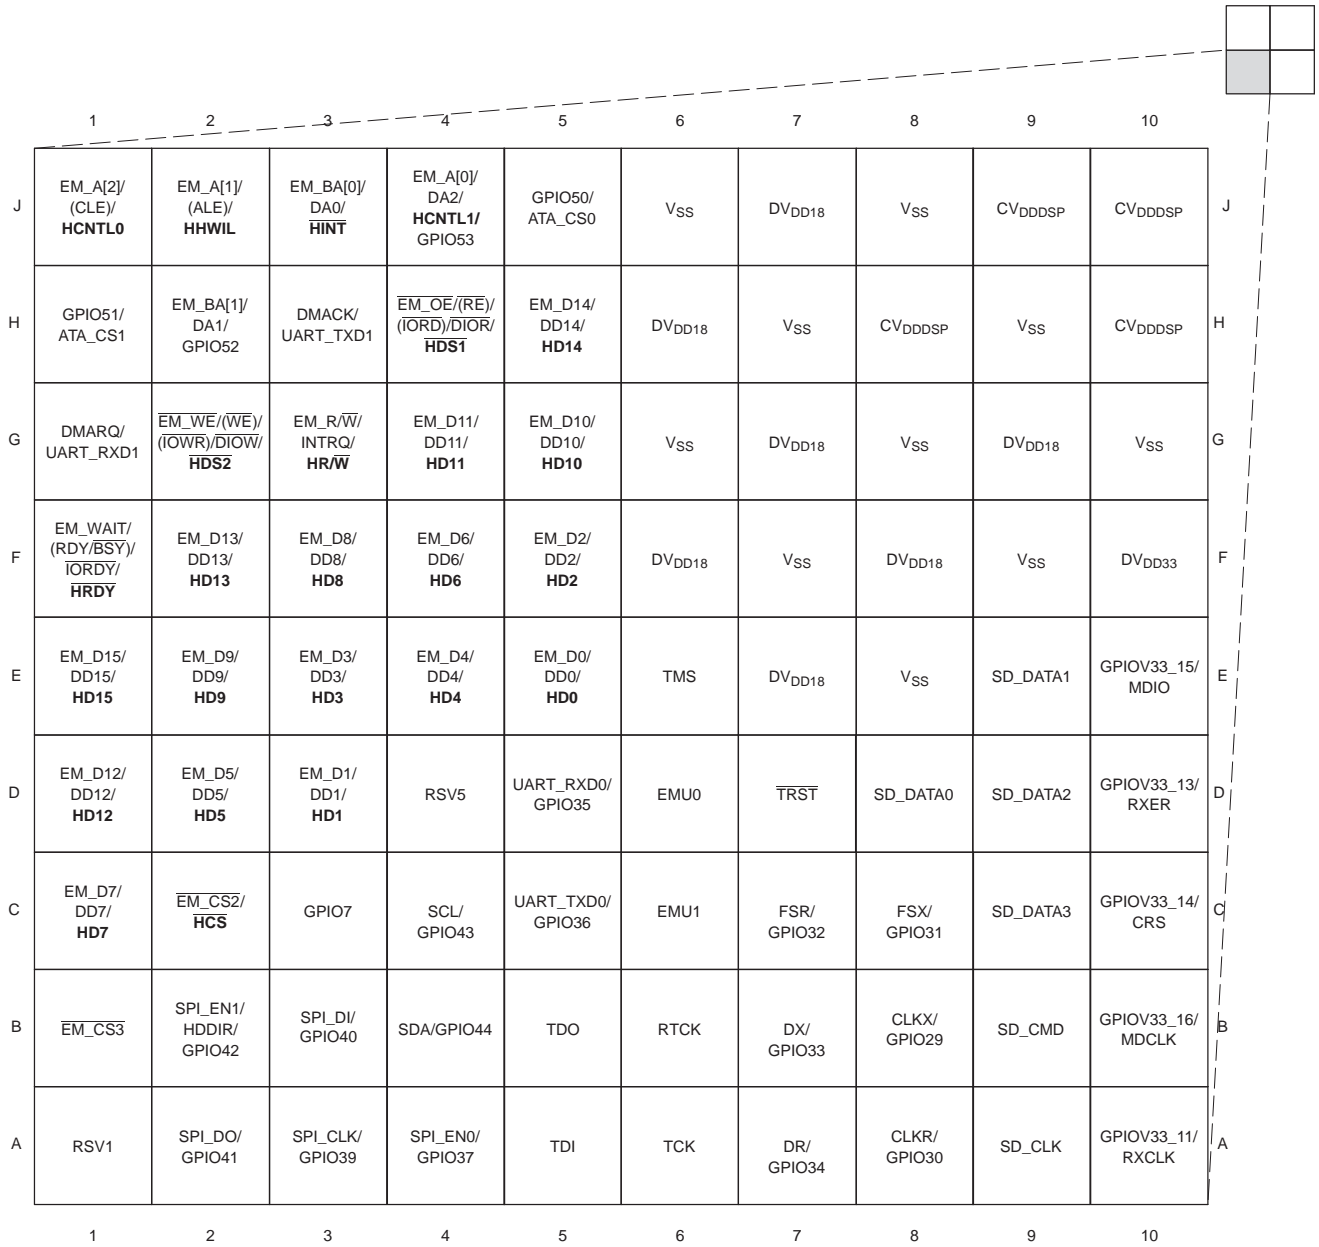 1 2 3 4 5 6 7 8 9 10
J
EM_A[2]/
(CLE)/
HCNTL0
EM_A[1]/
(ALE)/
HHWIL
EM_BA[0]/
DA0/
HINT
EM_A[0]/
DA2/
HCNTL1/
GPIO53
GPIO50/
ATA_CS0
VSS
DVDD18
VSS
CVDDDSP
CVDDDSP
J
H
GPIO51/
ATA_CS1
EM_BA[1]/
DA1/
GPIO52
DMACK/
UART_TXD1
EM_OE/(RE)/
(IORD)/DIOR/
HDS1
EM_D14/
DD14/
HD14
DVDD18
VSS
CVDDDSP
VSS
CVDDDSP
H
G
DMARQ/
UART_RXD1
EM_WE/(WE)/
(IOWR)/DIOW/
HDS2
EM_R/W/
INTRQ/
HR/W
EM_D11/
DD11/
HD11
EM_D10/
DD10/
HD10
VSS
DVDD18
VSS
DVDD18
VSS
G
F
EM_WAIT/
(RDY/BSY)/
IORDY/
HRDY
EM_D13/
DD13/
HD13
EM_D8/
DD8/
HD8
EM_D6/
DD6/
HD6
EM_D2/
DD2/
HD2
DVDD18
VSS
DVDD18
VSS
DVDD33
F
E
EM_D15/
DD15/
HD15
EM_D9/
DD9/
HD9
EM_D3/
DD3/
HD3
EM_D4/
DD4/
HD4
EM_D0/
DD0/
HD0
TMS
DVDD18
VSS
SD_DATA1
GPIOV33_15/
MDIO
E
D
EM_D12/
DD12/
HD12
EM_D5/
DD5/
HD5
EM_D1/
DD1/
HD1
RSV5
UART_RXD0/
GPIO35
EMU0
TRST
SD_DATA0
SD_DATA2
GPIOV33_13/
RXER
D
C
EM_D7/
DD7/
HD7
EM_CS2/
HCS
GPIO7
SCL/
GPIO43
UART_TXD0/
GPIO36
EMU1
FSR/
GPIO32
FSX/
GPIO31
SD_DATA3
GPIOV33_14/
CRS
C
B
EM_CS3
SPI_EN1/
HDDIR/
GPIO42
SPI_DI/
GPIO40
SDA/GPIO44
TDO
RTCK
DX/
GPIO33
CLKX/
GPIO29
SD_CMD
GPIOV33_16/
MDCLK
B
A
RSV1
SPI_DO/
GPIO41
SPI_CLK/
GPIO39
SPI_EN0/
GPIO37
TDI
TCK
DR/
GPIO34
CLKR/
GPIO30
SD_CLK
GPIOV33_11/
RXCLK
A
1 2 3 4 5 6 7 8 9 10